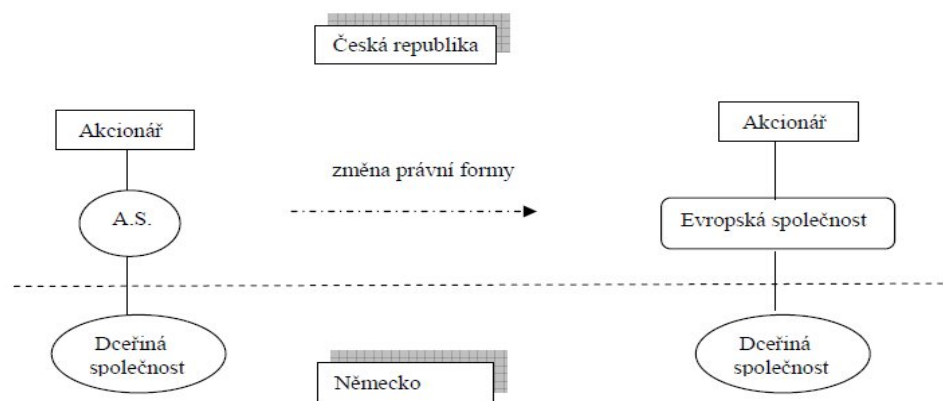 Česká republika
Akcionář
Akcionář
změna právní formy
A.S.
Evropská společnost
Dceřiná
společnost
Dceřiná
společnost
Německo